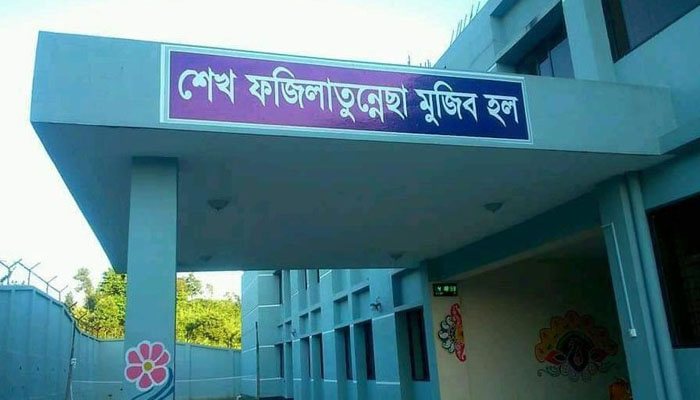 শেখ ফজিলাতুন্নেছা মুজিব হল